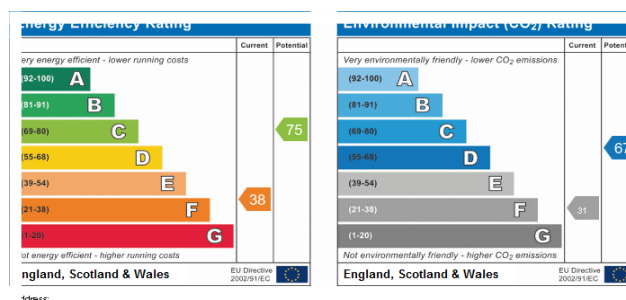 Energy Efficiency Rating
Current Potential
Very energy efficient - lower running costs
(92-100) A
(81-91) B
(69-80) C
(55-68) D
(39-54) E
(21-38) F
(1-20) G
75
38
Not energy efficient - higher running costs
England, Scotland & Wales
EU Directive
2002/91/EC
Environmental Impact (CO₂) Rating
Current Potent
Very environmentally friendly - lower CO₂ emissions
(92-100) A
(81-91) B
(69-80) C
(55-68) D
(39-54) E
(21-38) F
(1-20) G
67
31
Not environmentally friendly - higher CO₂ emissions
England, Scotland & Wales
EU Directive
2002/91/EC
ddress: